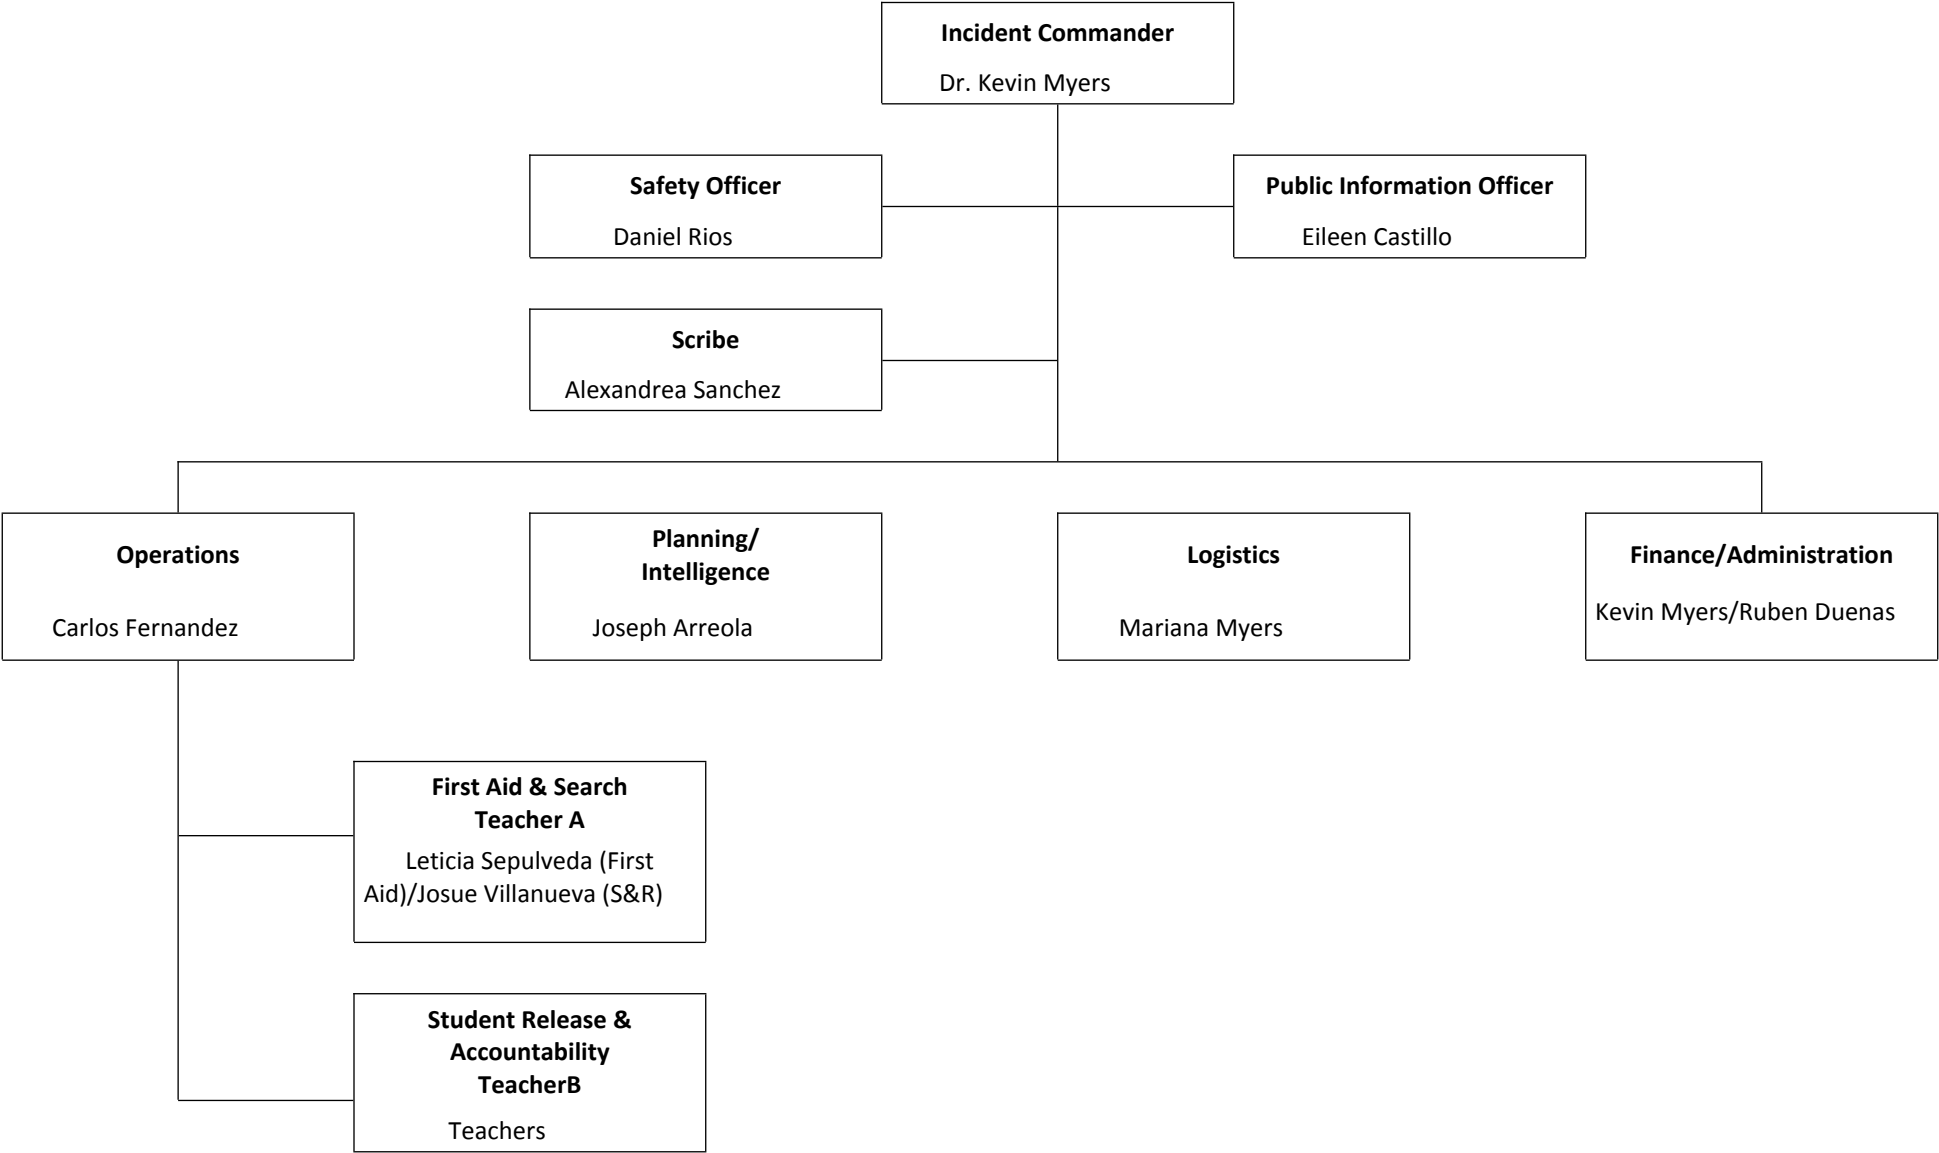 Incident Commander
Dr. Kevin Myers
Safety Officer
Daniel Rios
Public Information Officer
Eileen Castillo
Scribe
Alexandrea Sanchez
Operations
Carlos Fernandez
Planning/
Intelligence
Joseph Arreola
Logistics
Mariana Myers
Finance/Administration
Kevin Myers/Ruben Duenas
First Aid & Search
Teacher A
Leticia Sepulveda (First
Aid)/Josue Villanueva (S&R)
Student Release &
Accountability
TeacherB
Teachers